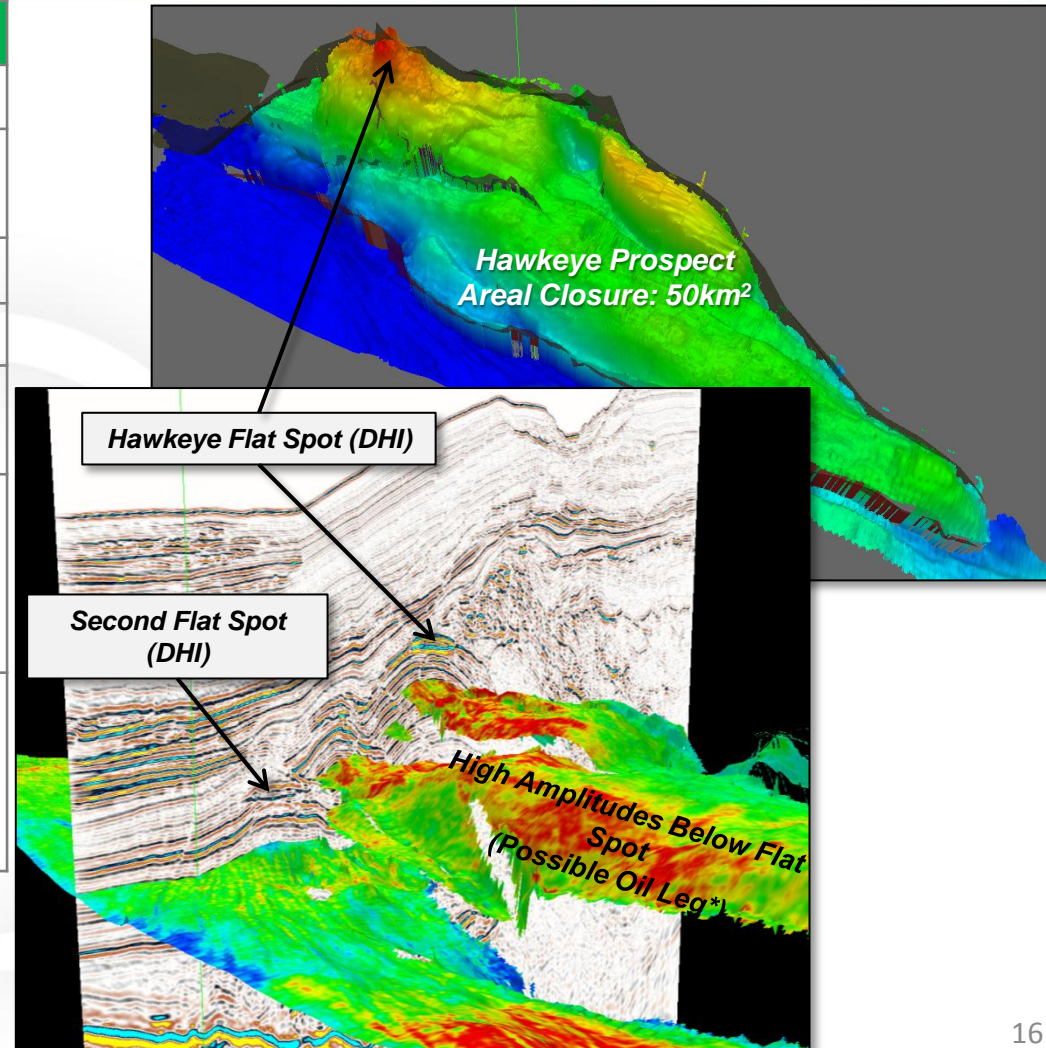 Hawkeye Prospect
Areal Closure: 50km²
Hawkeye Flat Spot (DHI)
Second Flat Spot
(DHI)
High Amplitudes Below Flat
Spot
(Possible Oil Leg*)
16